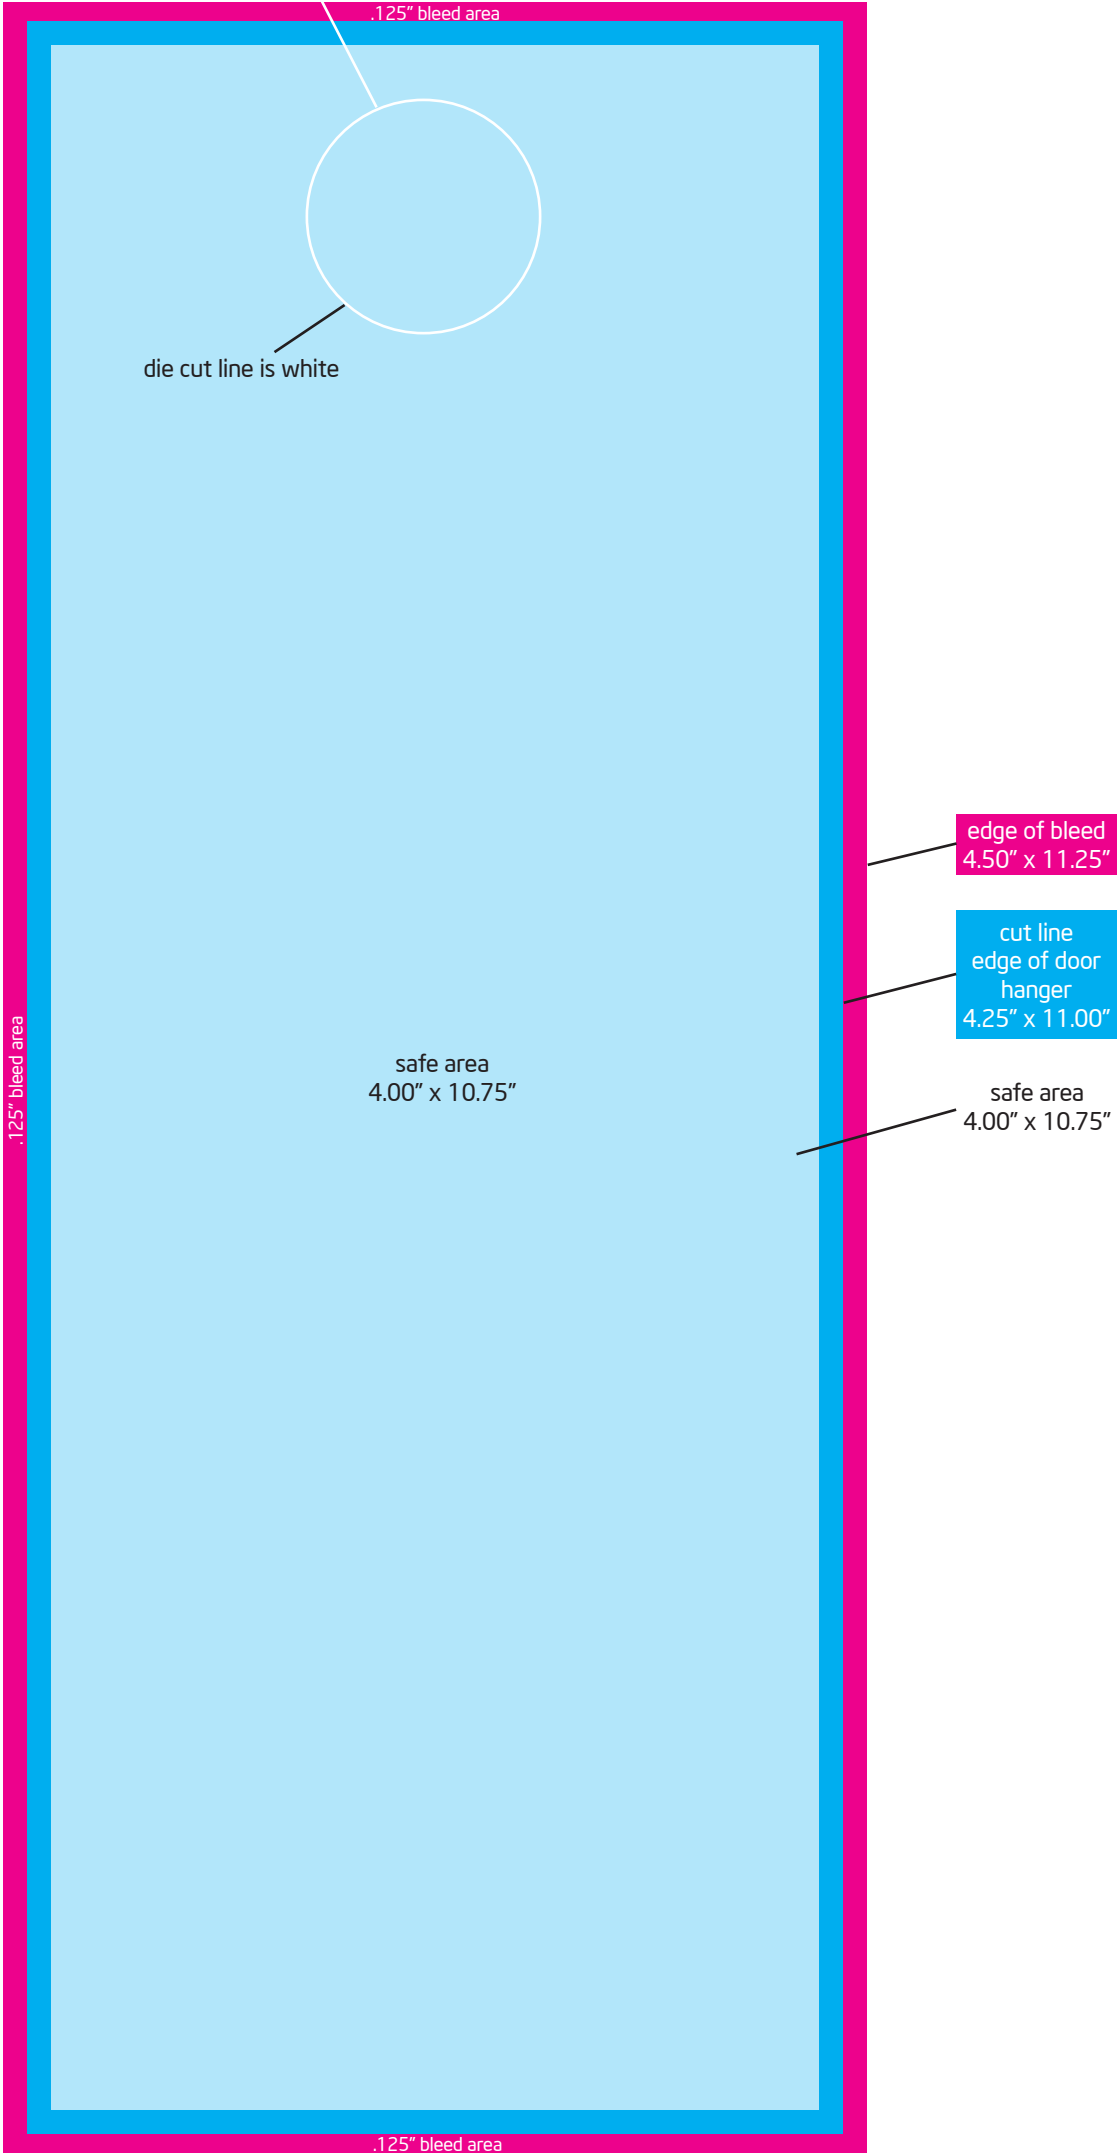 .125” bleed area
die cut line is white
edge of bleed
4.50” x 11.25”
cut line
edge of door
hanger
4.25” x 11.00”
.125” bleed area
safe area
4.00” x 10.75”
safe area
4.00” x 10.75”
.125” bleed area